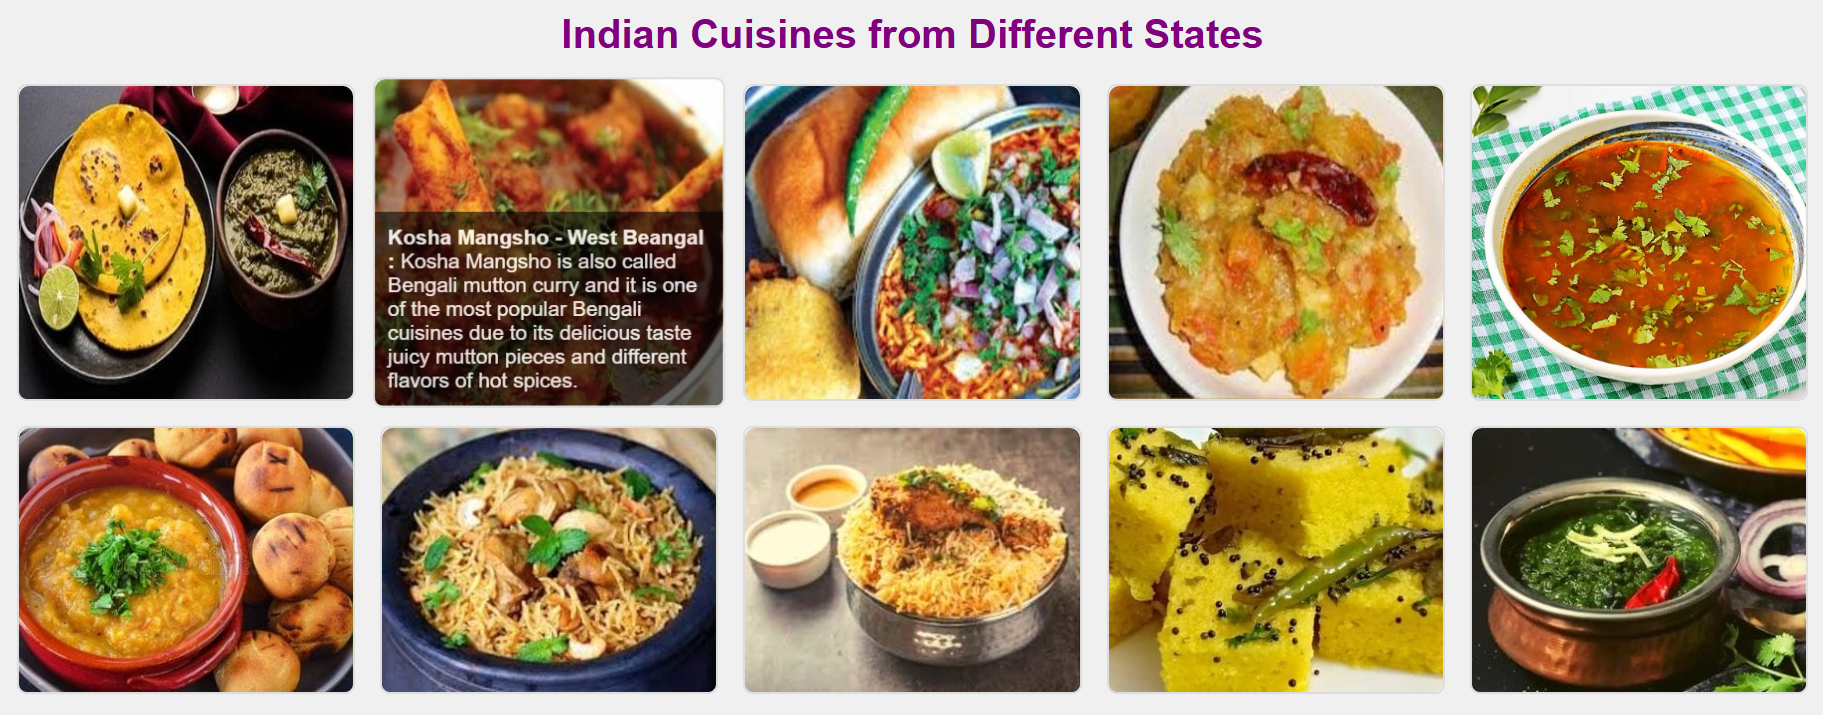 Indian Cuisines from Different States
Kosha Mangsho - West Beangal
: Kosha Mangsho is also called
Bengali mutton curry and it is one
of the most popular Bengali
cuisines due to its delicious taste
juicy mutton pieces and different
flavors of hot spices.